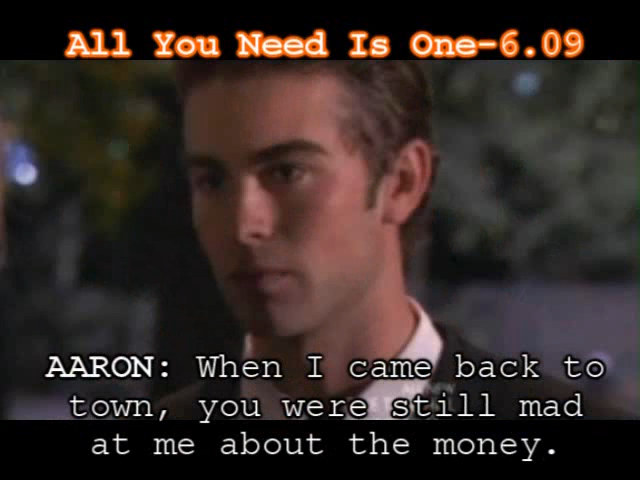 All You Need Is One-6.09
AARON: When I came back to
town, you were still mad
at me about the money.